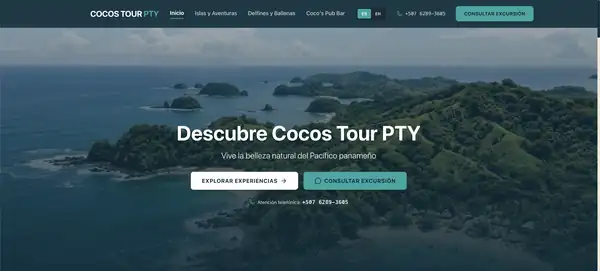 COCOS TOUR PTY
Inicio
Islas y Aventuras
Delfines y Ballenas
Coco's Pub Bar
ES
EN
+507 6289-3605
CONSULTAR EXCURSIÓN
Descubre Cocos Tour PTY
Vive la belleza natural del Pacífico panameño
EXPLORAR EXPERIENCIAS →
CONSULTAR EXCURSIÓN
Atención telefónica: +507 6289-3605